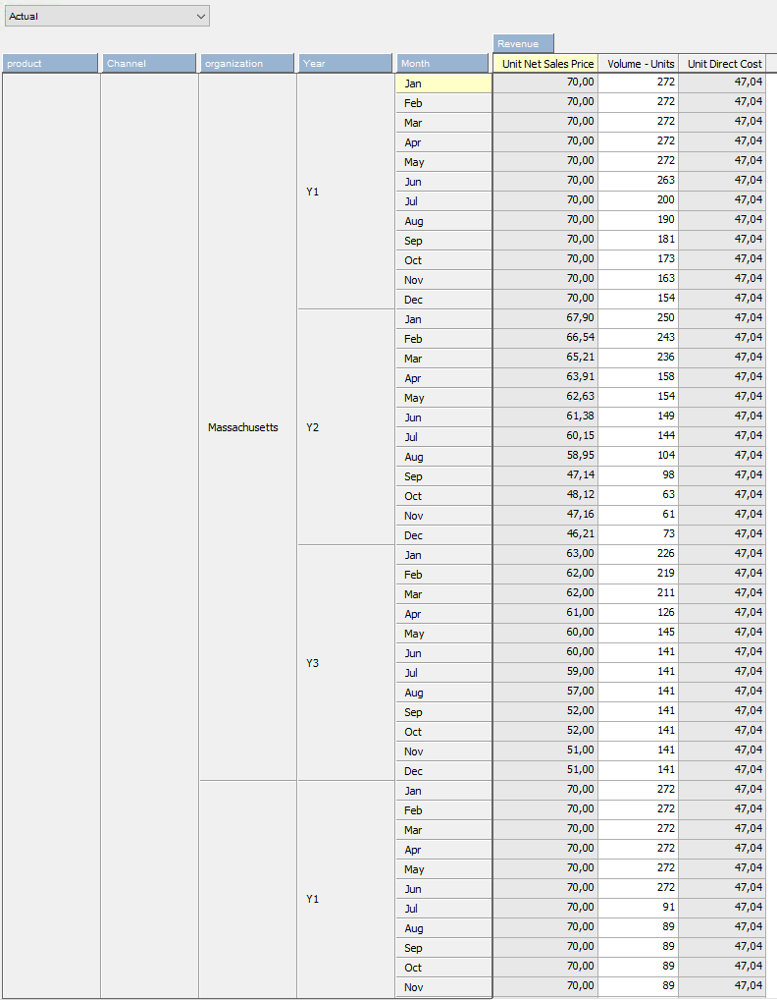 Actual
Revenue
product Channel organization Year Month Unit Net Sales Price Volume - Units Unit Direct Cost
Jan 70,00 272 47,04
Feb 70,00 272 47,04
Mar 70,00 272 47,04
Apr 70,00 272 47,04
May 70,00 272 47,04
Jun 70,00 263 47,04
Y1
Jul 70,00 200 47,04
Aug 70,00 190 47,04
Sep 70,00 181 47,04
Oct 70,00 173 47,04
Nov 70,00 163 47,04
Dec 70,00 154 47,04
Jan 67,90 250 47,04
Feb 66,54 243 47,04
Mar 65,21 236 47,04
Apr 63,91 158 47,04
May 62,63 154 47,04
Jun 61,38 149 47,04
Massachusetts Y2
Jul 60,15 144 47,04
Aug 58,95 104 47,04
Sep 47,14 98 47,04
Oct 48,12 63 47,04
Nov 47,16 61 47,04
Dec 46,21 73 47,04
Jan 63,00 226 47,04
Feb 62,00 219 47,04
Mar 62,00 211 47,04
Apr 61,00 126 47,04
May 60,00 145 47,04
Jun 60,00 141 47,04
Y3
Jul 59,00 141 47,04
Aug 57,00 141 47,04
Sep 52,00 141 47,04
Oct 52,00 141 47,04
Nov 51,00 141 47,04
Dec 51,00 141 47,04
Jan 70,00 272 47,04
Feb 70,00 272 47,04
Mar 70,00 272 47,04
Apr 70,00 272 47,04
May 70,00 272 47,04
Jun 70,00 272 47,04
Y1
Jul 70,00 91 47,04
Aug 70,00 89 47,04
Sep 70,00 89 47,04
Oct 70,00 89 47,04
Nov 70,00 89 47,04